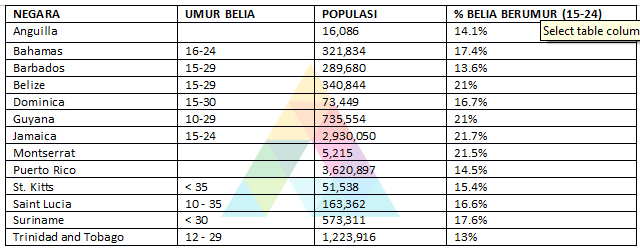 NEGARA UMUR BELIA POPULASI % BELIA BERUMUR (15-24)
Anguilla 16,086 14.1%
Select table colum
Bahamas 16-24 321,834 17.4%
Barbados 15-29 289,680 13.6%
Belize 15-29 340,844 21%
Dominica 15-30 73,449 16.7%
Guyana 10-29 735,554 21%
Jamaica 15-24 2,930,050 21.7%
Montserrat 5,215 21.5%
Puerto Rico 3,620,897 14.5%
St. Kitts < 35 51,538 15.4%
Saint Lucia 10 - 35 163,362 16.6%
Suriname < 30 573,311 17.6%
Trinidad and Tobago 12 - 29 1,223,916 13%